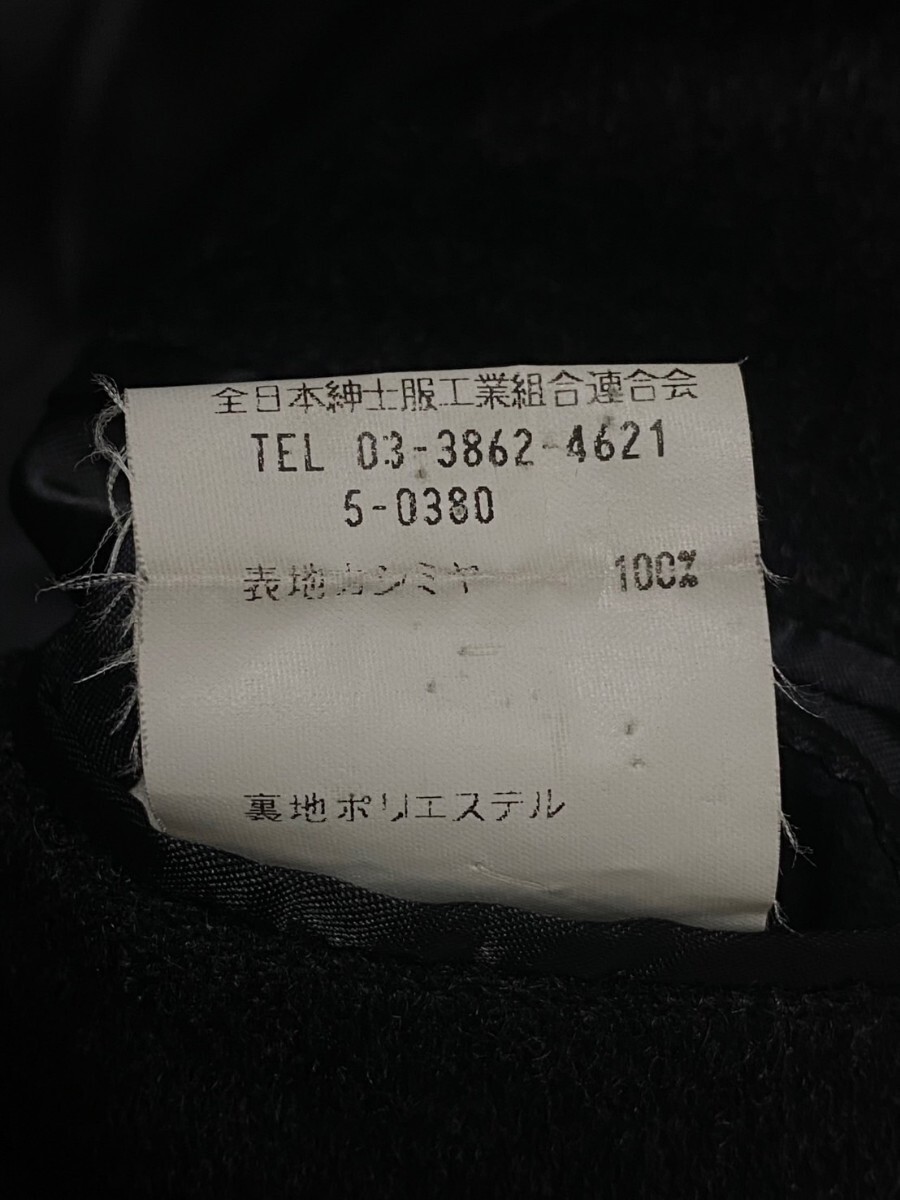 全日本紳士服工業組合連合会
TEL 03-3862-4621
5-0380
表地カシミヤ 100%
裏地ポリエステル